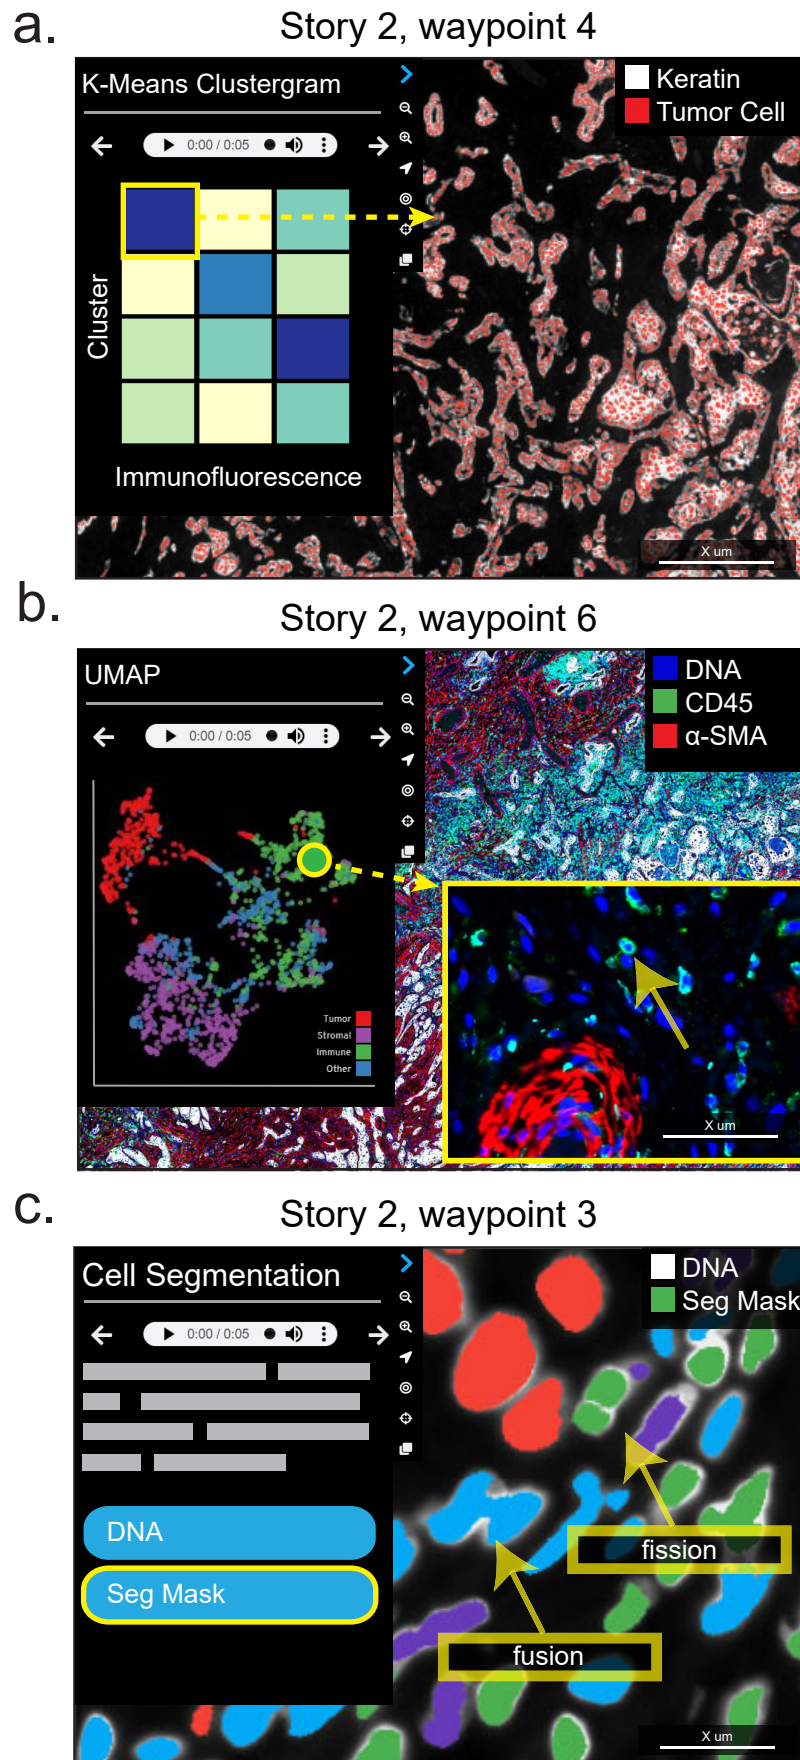 a.
Story 2, waypoint 4
K-Means Clustergram
Keratin
Tumor Cell
0:00 / 0:05
Cluster
Immunofluorescence
X um
b.
Story 2, waypoint 6
UMAP
DNA
CD45
α-SMA
0:00 / 0:05
Tumor
Stromal
Immune
Other
X um
c.
Story 2, waypoint 3
Cell Segmentation
DNA
Seg Mask
0:00 / 0:05
DNA
fission
Seg Mask
fusion
X um